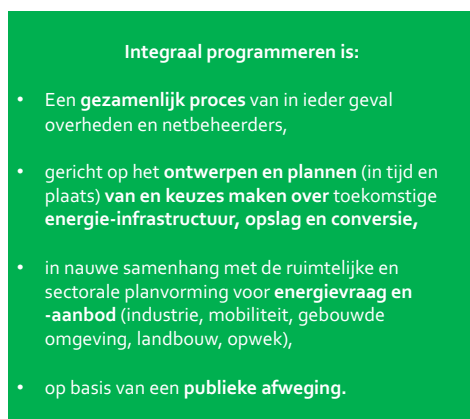 Integraal programmeren is:
• Een gezamenlijk proces van in ieder geval
overheden en netbeheerders,
• gericht op het ontwerpen en plannen (in tijd en
plaats) van en keuzes maken over toekomstige
energie-infrastructuur, opslag en conversie,
• in nauwe samenhang met de ruimtelijke en
sectorale planvorming voor energievraag en
-aanbod (industrie, mobiliteit, gebouwde
omgeving, landbouw, opwek),
• op basis van een publieke afweging.